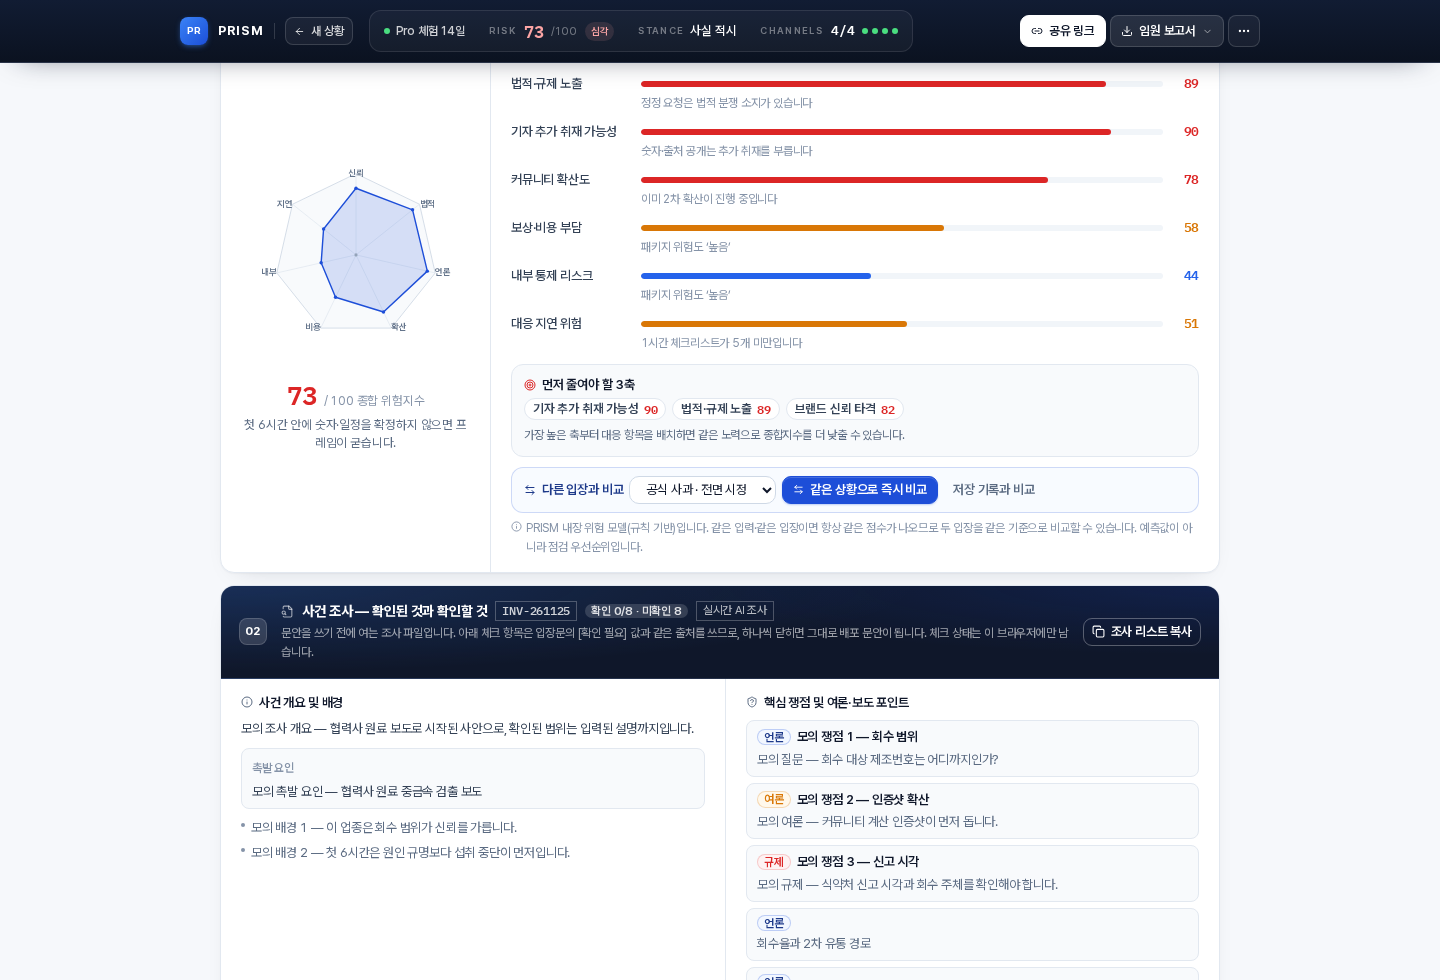 PR PRISM
새 상황
Pro 체험 14일
RISK 73 /100 심각
STANCE 사실 적시
CHANNELS 4/4
공유 링크
임원 보고서
신뢰
법적
언론
확산
비용
내부
지연
73 / 100 종합 위험지수
첫 6시간 안에 숫자·일정을 확정하지 않으면 프
레임이 굳습니다.
법적·규제 노출 89
정정 요청은 법적 분쟁 소지가 있습니다
기자 추가 취재 가능성 90
숫자·출처 공개는 추가 취재를 부릅니다
커뮤니티 확산도 78
이미 2차 확산이 진행 중입니다
보상·비용 부담 58
패키지 위험도 '높음'
내부 통제 리스크 44
패키지 위험도 '높음'
대응 지연 위험 51
1시간 체크리스트가 5개 미만입니다
먼저 줄여야 할 3축
기자 추가 취재 가능성 90 법적·규제 노출 89 브랜드 신뢰 타격 82
가장 높은 축부터 대응 항목을 배치하면 같은 노력으로 종합지수를 더 낮출 수 있습니다.
다른 입장과 비교 공식 사과 · 전면 시정 같은 상황으로 즉시 비교 저장 기록과 비교
PRISM 내장 위험 모델(규칙 기반)입니다. 같은 입력·같은 입장이면 항상 같은 점수가 나오므로 두 입장을 같은 기준으로 비교할 수 있습니다. 예측값이 아
니라 점검 우선순위입니다.
02
사건 조사 — 확인된 것과 확인할 것 INV-261125 확인 0/8 · 미확인 8 실시간 AI 조사
문안을 쓰기 전에 여는 조사 파일입니다. 아래 체크 항목은 입장문의 [확인 필요] 값과 같은 출처를 쓰므로, 하나씩 닫히면 그대로 배포 문안이 됩니다. 체크 상태는 이 브라우저에만 남
습니다.
조사 리스트 복사
사건 개요 및 배경
모의 조사 개요 — 협력사 원료 보도로 시작된 사안으로, 확인된 범위는 입력된 설명까지입니다.
촉발 요인
모의 촉발 요인 — 협력사 원료 중금속 검출 보도
모의 배경 1 — 이 업종은 회수 범위가 신뢰를 가릅니다.
모의 배경 2 — 첫 6시간은 원인 규명보다 섭취 중단이 먼저입니다.
핵심 쟁점 및 여론·보도 포인트
언론 모의 쟁점 1 — 회수 범위
모의 질문 — 회수 대상 제조번호는 어디까지인가?
여론 모의 쟁점 2 — 인증샷 확산
모의 여론 — 커뮤니티 계산 인증샷이 먼저 돕니다.
규제 모의 쟁점 3 — 신고 시각
모의 규제 — 식약처 신고 시각과 회수 주체를 확인해야 합니다.
언론
회수율과 2차 유통 경로